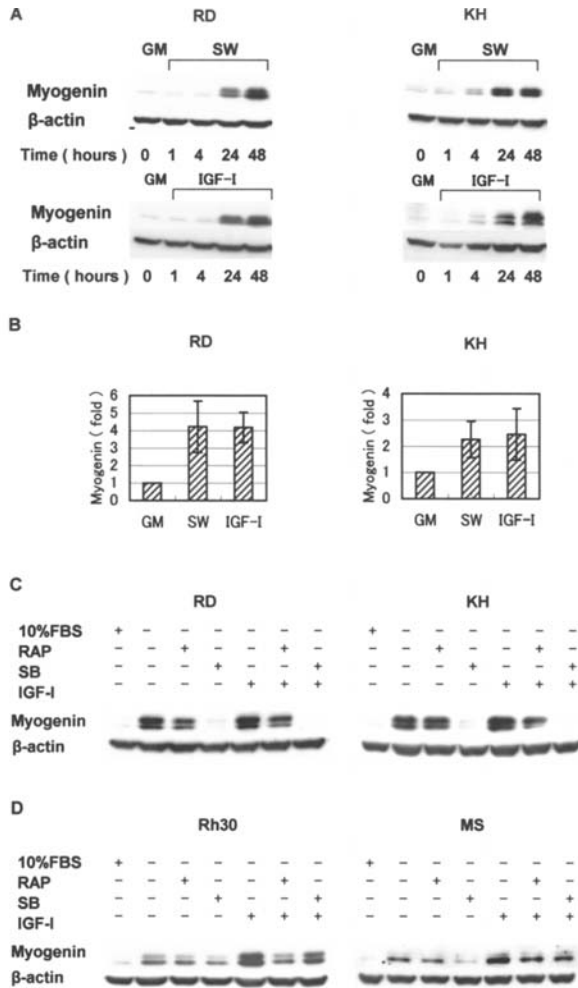 A RD KH
GM SW GM SW
Myogenin
β-actin
Time ( hours ) 0 1 4 24 48 0 1 4 24 48
GM IGF-I GM IGF-I
Myogenin
β-actin
Time ( hours ) 0 1 4 24 48 0 1 4 24 48
B
RD KH
Myogenin ( fold )
6
5
4
3
2
1
0
GM SW IGF-I
Myogenin ( fold )
4
3
2
1
0
GM SW IGF-I
C
RD KH
10%FBS + − − − − − − + − − − − − −
RAP − − + − − + − − − + − − + −
SB − − − + − − + − − − + − − +
IGF-I − − − − + + + − − − − + + +
Myogenin
β-actin
D
Rh30 MS
10%FBS + − − − − − − + − − − − − −
RAP − − + − − + − − − + − − + −
SB − − − + − − + − − − + − − +
IGF-I − − − − + + + − − − − + + +
Myogenin
β-actin